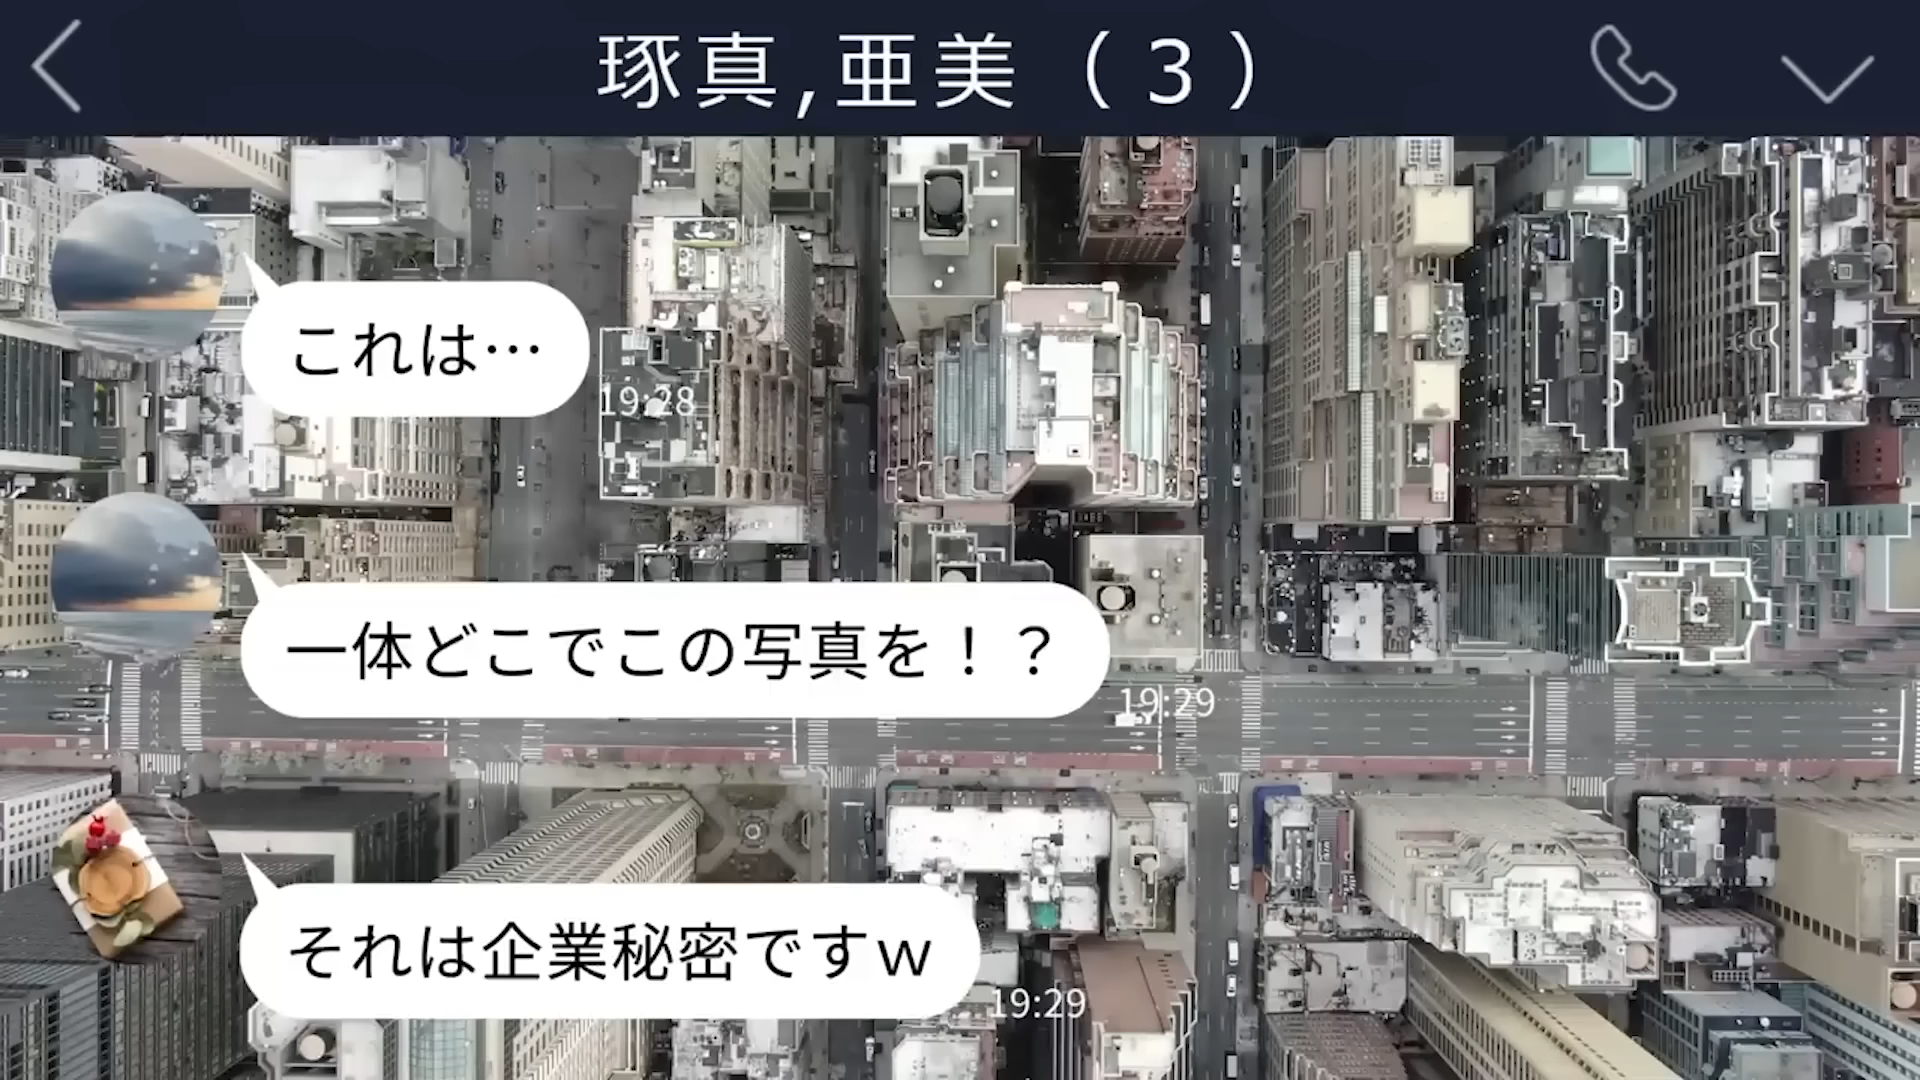 琢真,亜美（3）
これは…
19:28
一体どこでこの写真を！？
19:29
それは企業秘密ですw
19:29